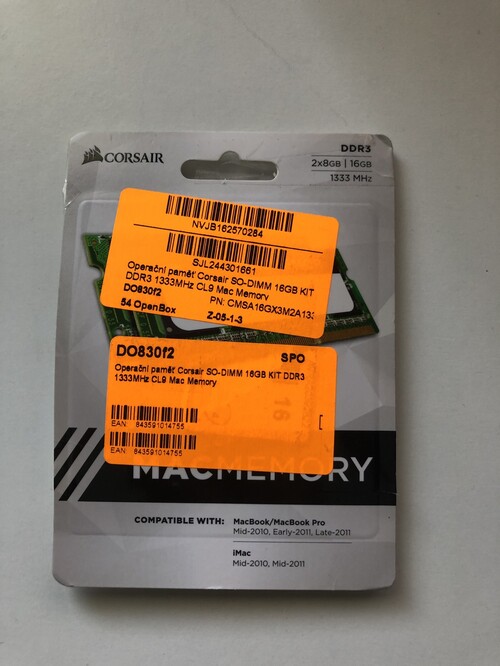 CORSAIR
DDR3
2x8GB | 16GB
1333 MHz
NVJB162570284
SJL244301661
Operační paměť Corsair SO-DIMM 16GB KIT
DDR3 1333MHz CL9 Mac Memory
DO830f2 PN: CMSA16GX3M2A133
54 OpenBox Z-05-1-3
DO830f2 SPO
Operační paměť Corsair SO-DIMM 16GB KIT DDR3
1333MHz CL9 Mac Memory
EAN: 843591014755
EAN: 843591014755
MACMEMORY
COMPATIBLE WITH: MacBook/MacBook Pro
Mid-2010, Early-2011, Late-2011
iMac
Mid-2010, Mid-2011